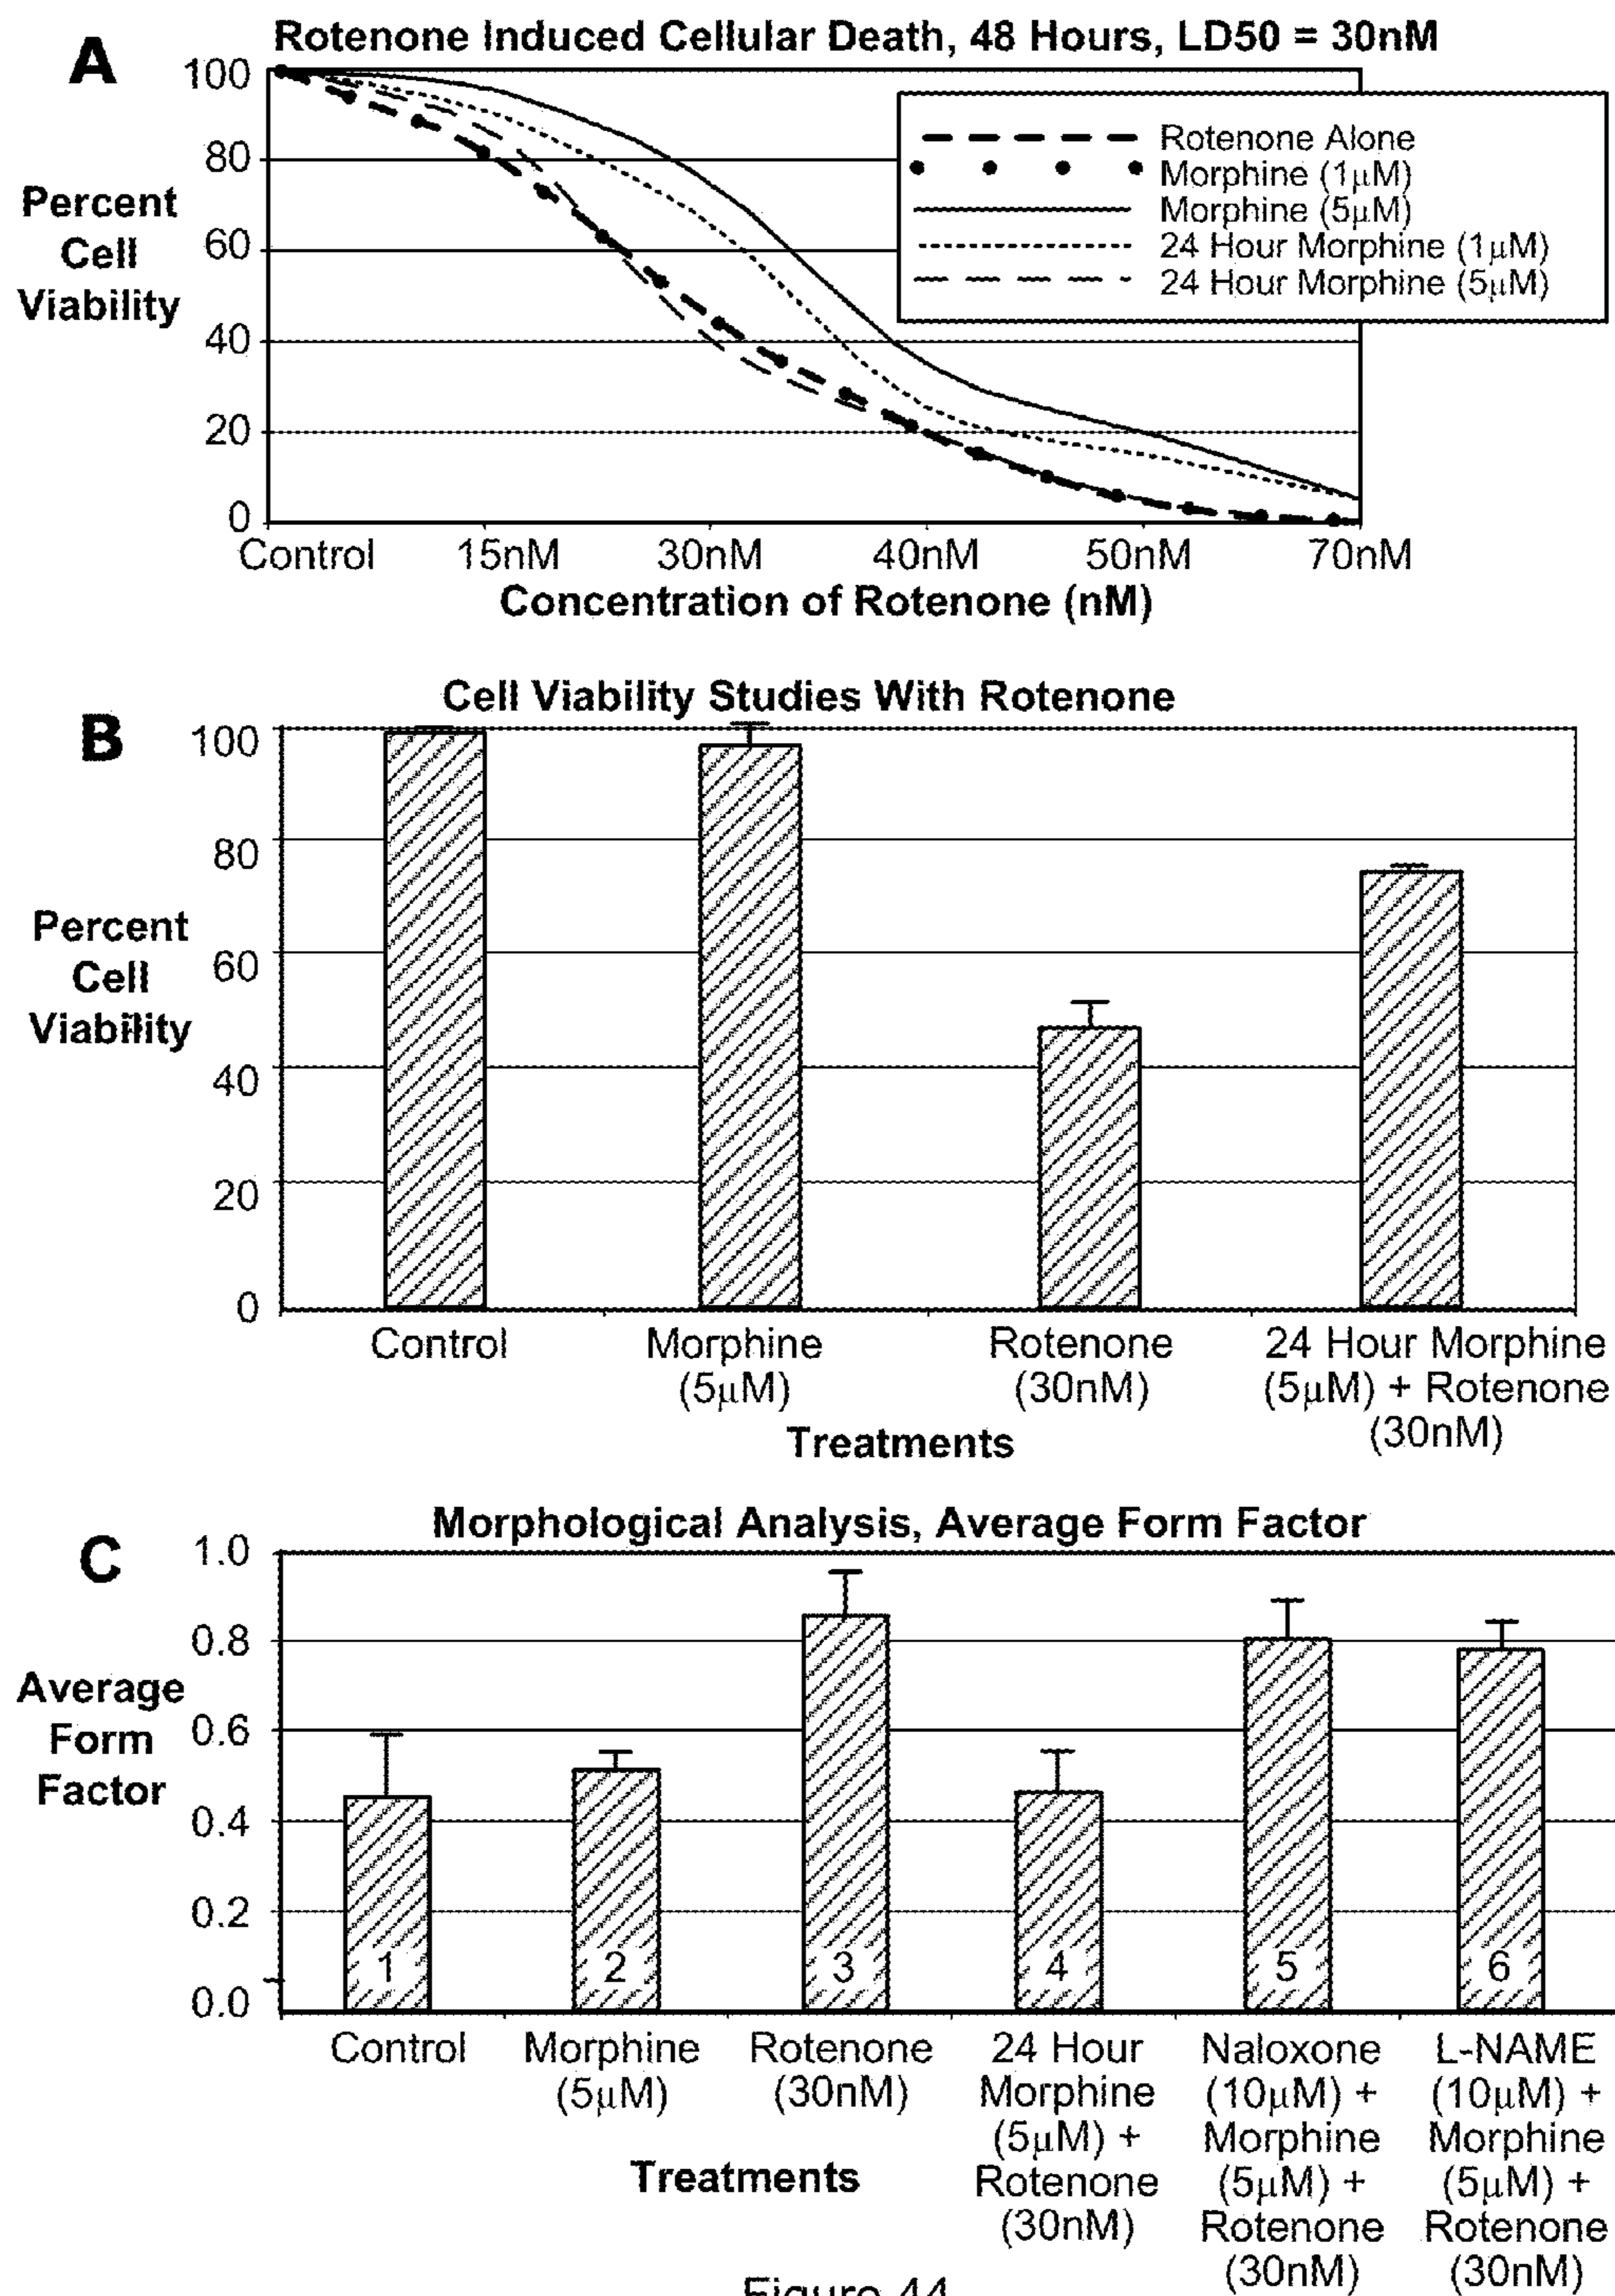 A
Rotenone Induced Cellular Death, 48 Hours, LD50 = 30nM
100
80
60
40
20
0
Percent
Cell
Viability
Rotenone Alone
Morphine (1µM)
Morphine (5µM)
24 Hour Morphine (1µM)
24 Hour Morphine (5µM)
Control 15nM 30nM 40nM 50nM 70nM
Concentration of Rotenone (nM)
B
Cell Viability Studies With Rotenone
100
80
60
40
20
0
Percent
Cell
Viability
Control
Morphine
(5µM)
Rotenone
(30nM)
24 Hour Morphine
(5µM) + Rotenone
(30nM)
Treatments
C
Morphological Analysis, Average Form Factor
1.0
0.8
0.6
0.4
0.2
0.0
Average
Form
Factor
1 2 3 4 5 6
Control
Morphine
(5µM)
Rotenone
(30nM)
24 Hour
Morphine
(5µM) +
Rotenone
(30nM)
Naloxone
(10µM) +
Morphine
(5µM) +
Rotenone
(30nM)
L-NAME
(10µM) +
Morphine
(5µM) +
Rotenone
(30nM)
Treatments
Figure 44